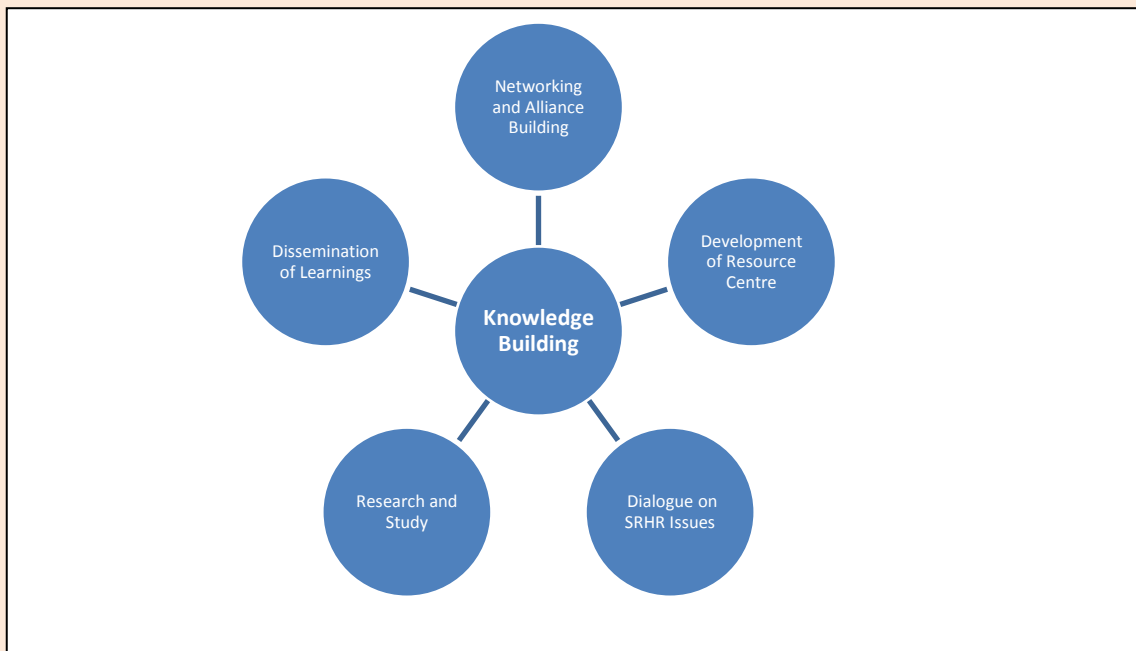 Networking
and Alliance
Building
Dissemination
of Learnings
Development
of Resource
Centre
Knowledge
Building
Research and
Study
Dialogue on
SRHR Issues